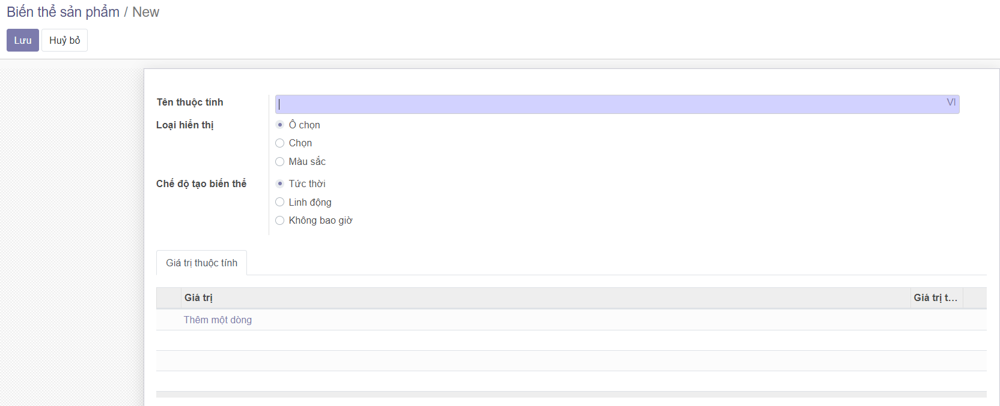 Biến thể sản phẩm / New
Lưu Huỷ bỏ
Tên thuộc tính VI
Loại hiển thị Ô chọn
Chọn
Màu sắc
Chế độ tạo biến thể Tức thời
Linh động
Không bao giờ
Giá trị thuộc tính
Giá trị Giá trị t...
Thêm một dòng